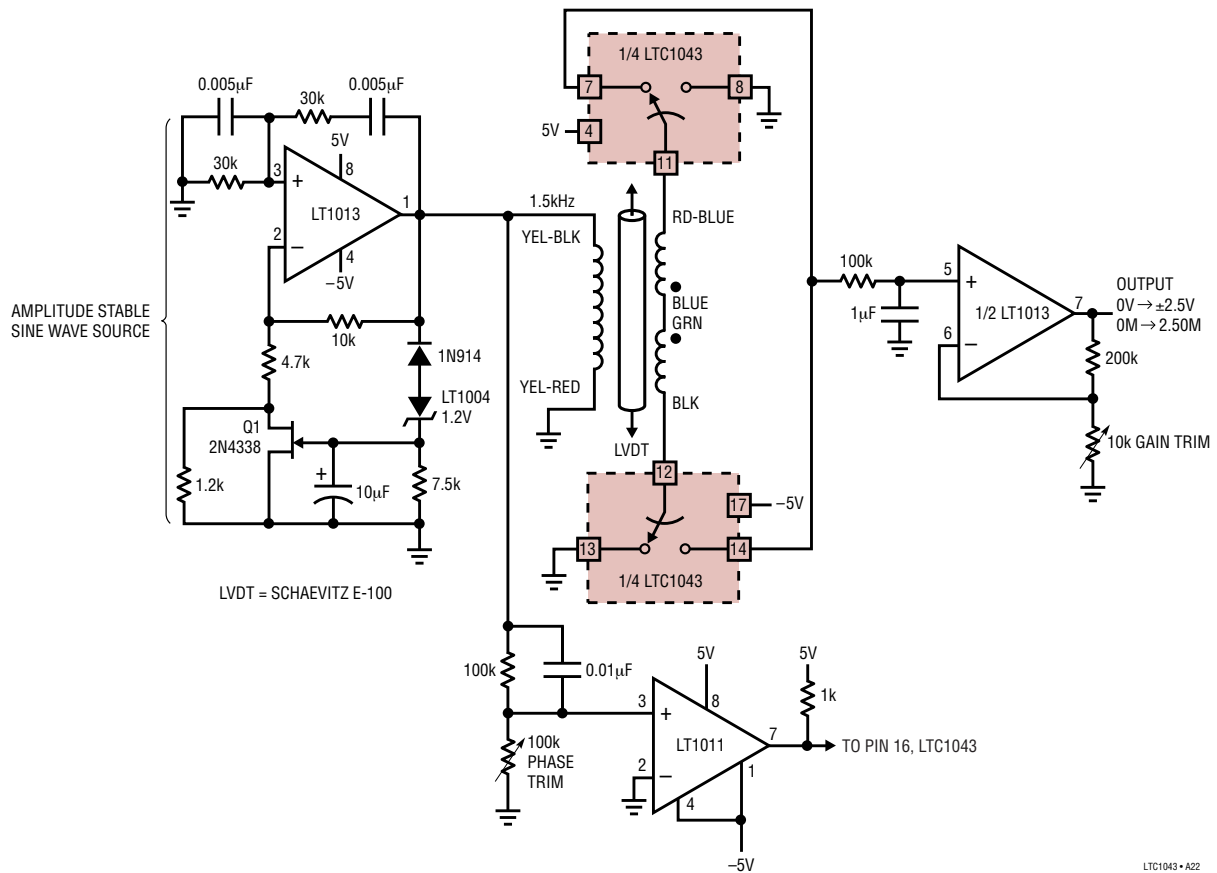 1/4 LTC1043
7
8
5V
4
11
0.005µF
0.005µF
30k
5V
30k
3
8
+
LT1013
1
2
–
4
–5V
1.5kHz
YEL-BLK
RD-BLUE
BLUE
GRN
YEL-RED
BLK
LVDT
AMPLITUDE STABLE
SINE WAVE SOURCE
10k
4.7k
1N914
LT1004
1.2V
Q1
2N4338
1.2k
+
10µF
7.5k
LVDT = SCHAEVITZ E-100
12
17
–5V
13
14
1/4 LTC1043
100k
1µF
5
+
1/2 LT1013
7
6
–
OUTPUT
0V → ±2.5V
0M → 2.50M
200k
10k GAIN TRIM
100k
0.01µF
100k
PHASE
TRIM
5V
8
3
+
LT1011
7
2
–
1
4
–5V
5V
1k
TO PIN 16, LTC1043
LTC1043 • A22